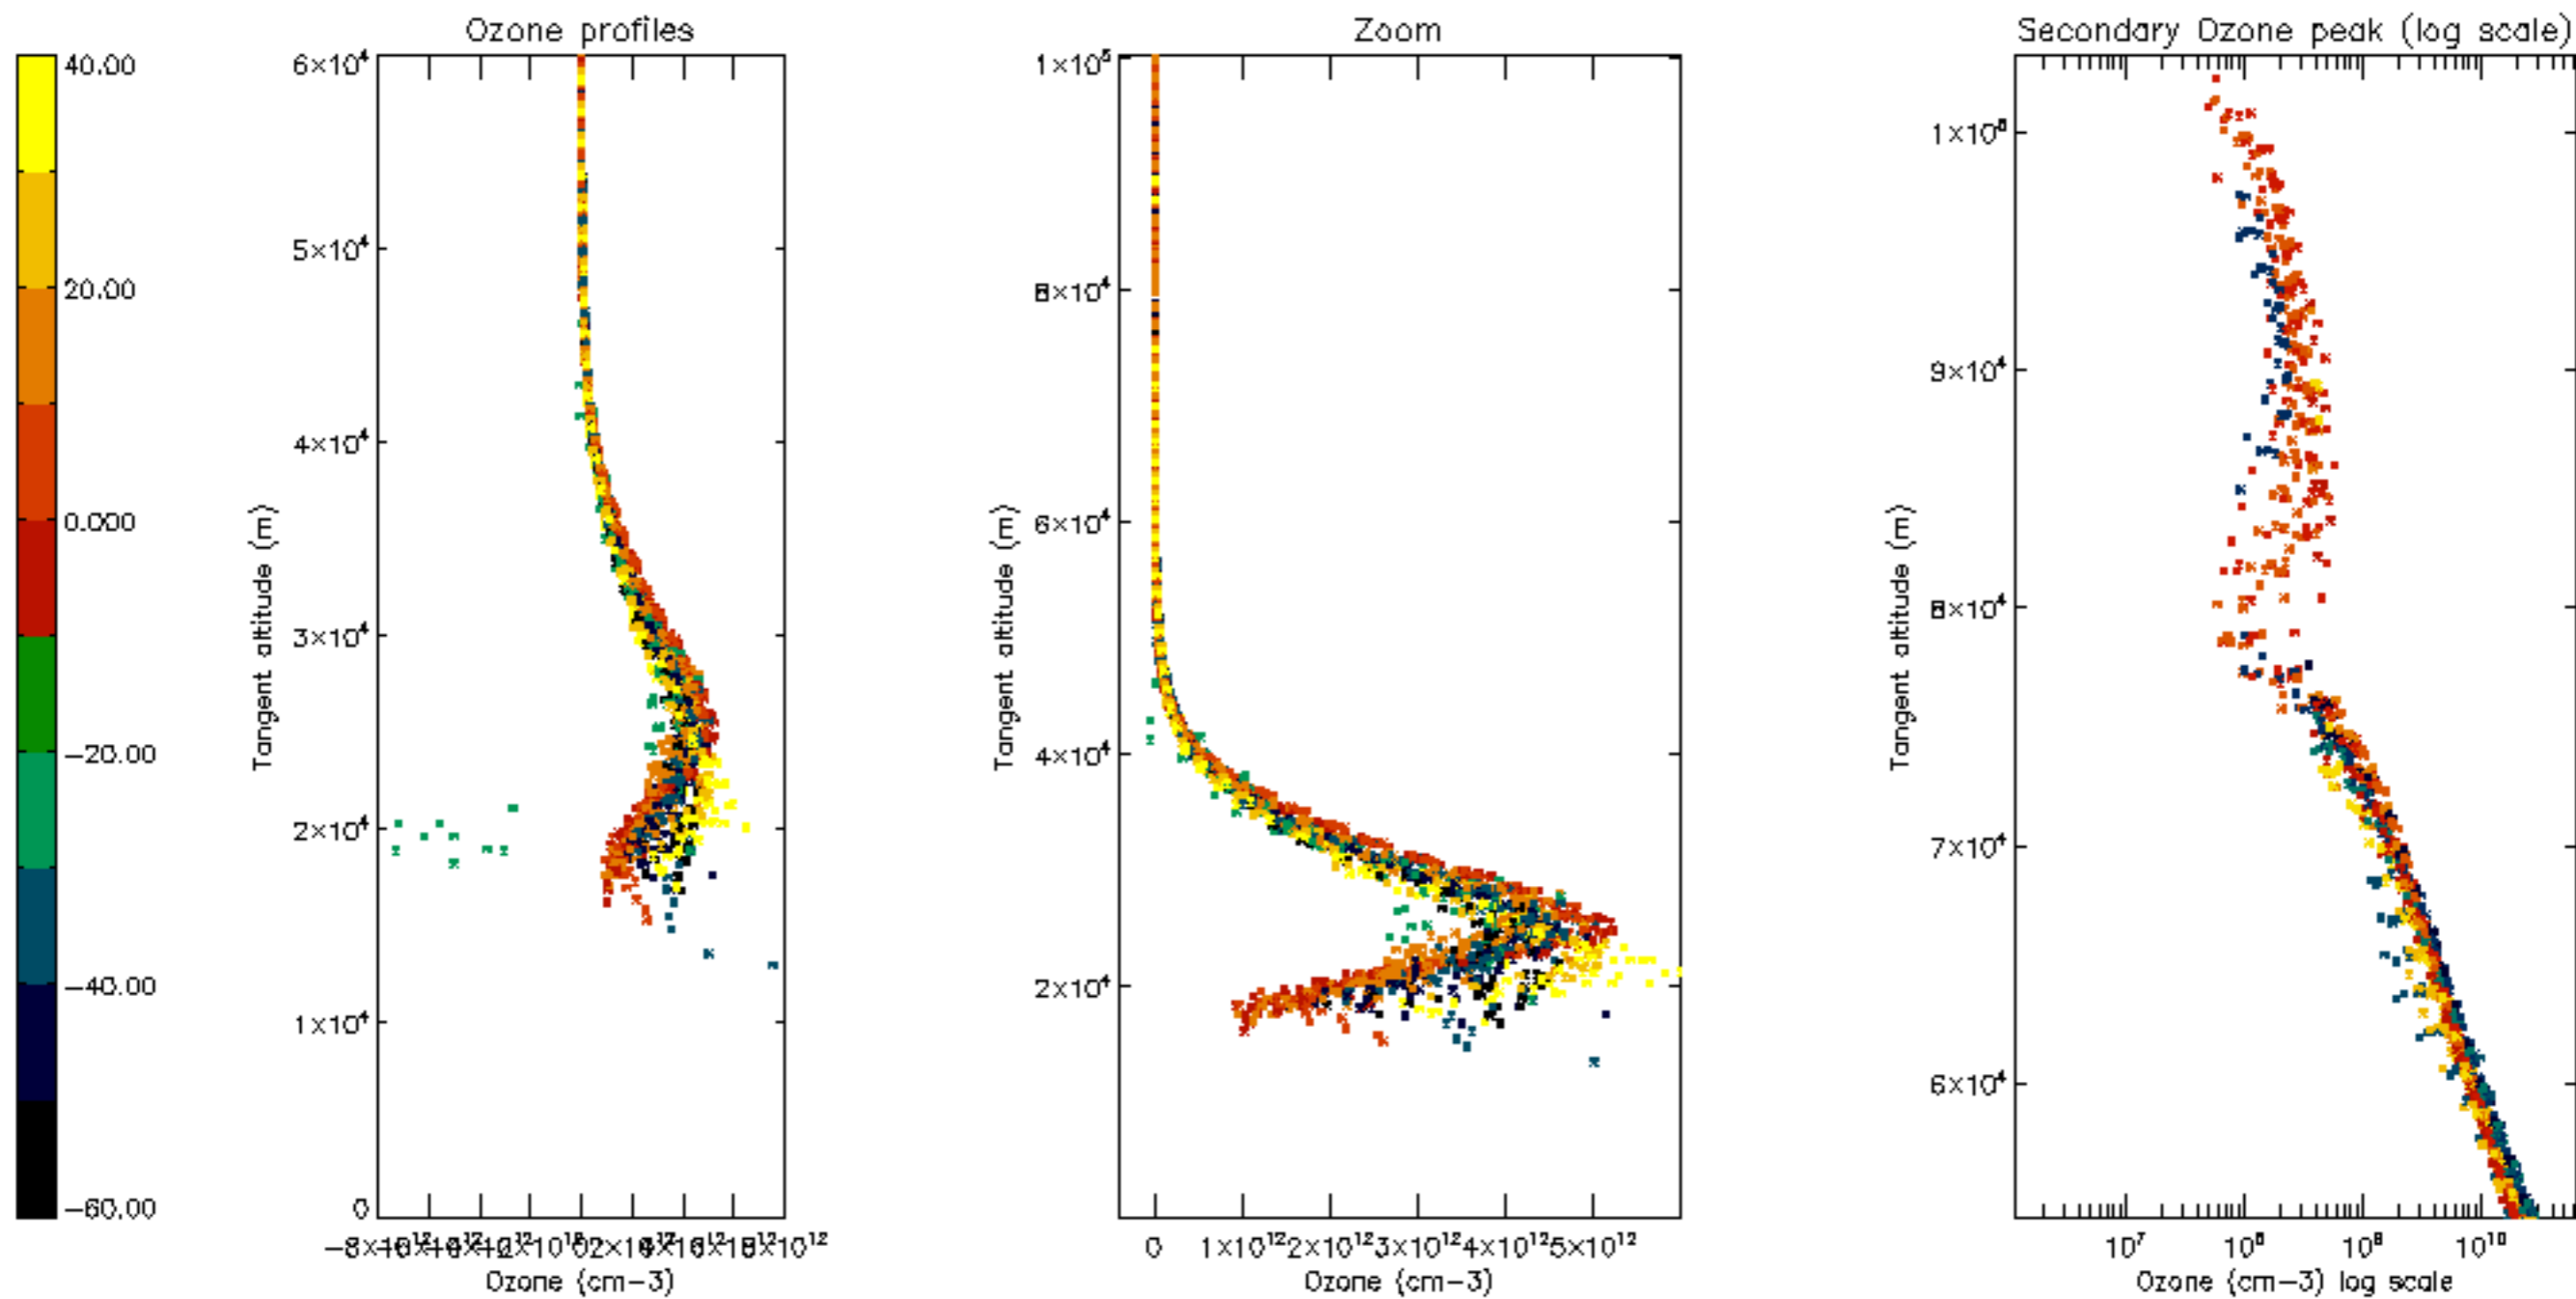 Ozone profiles
Zoom
Secondary Ozone peak (log scale)
40.00
20.00
0.000
−20.00
−40.00
−60.00
6×10⁴
5×10⁴
4×10⁴
3×10⁴
2×10⁴
1×10⁴
0
Tangent altitude (m)
8×10¹²
Ozone (cm−3)
1×10⁵
8×10⁴
6×10⁴
4×10⁴
2×10⁴
Tangent altitude (m)
0 1×10¹² 2×10¹² 3×10¹² 4×10¹² 5×10¹²
Ozone (cm−3)
9×10⁴
8×10⁴
7×10⁴
6×10⁴
Tangent altitude (m)
10⁷ 10⁸ 10⁹ 10¹⁰
Ozone (cm−3) log scale